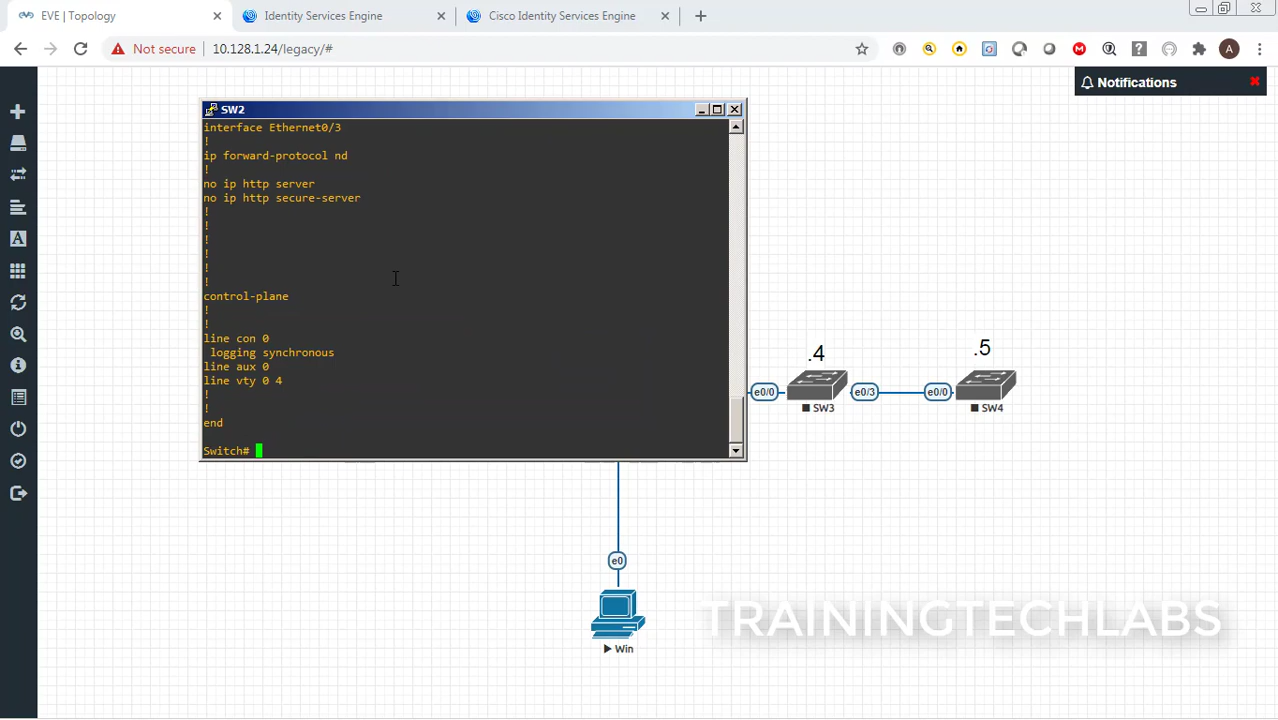 EVE | Topology
Identity Services Engine
Cisco Identity Services Engine
Not secure
10.128.1.24/legacy/#
M
?
A
Notifications
SW2
interface Ethernet0/3
!
ip forward-protocol nd
!
no ip http server
no ip http secure-server
!
!
!
!
!
!
control-plane
!
!
line con 0
logging synchronous
line aux 0
line vty 0 4
!
!
end
Switch#
A
.4
.5
e0/0
e0/3
e0/0
SW3
SW4
e0
Win
TRAININGTECHLABS